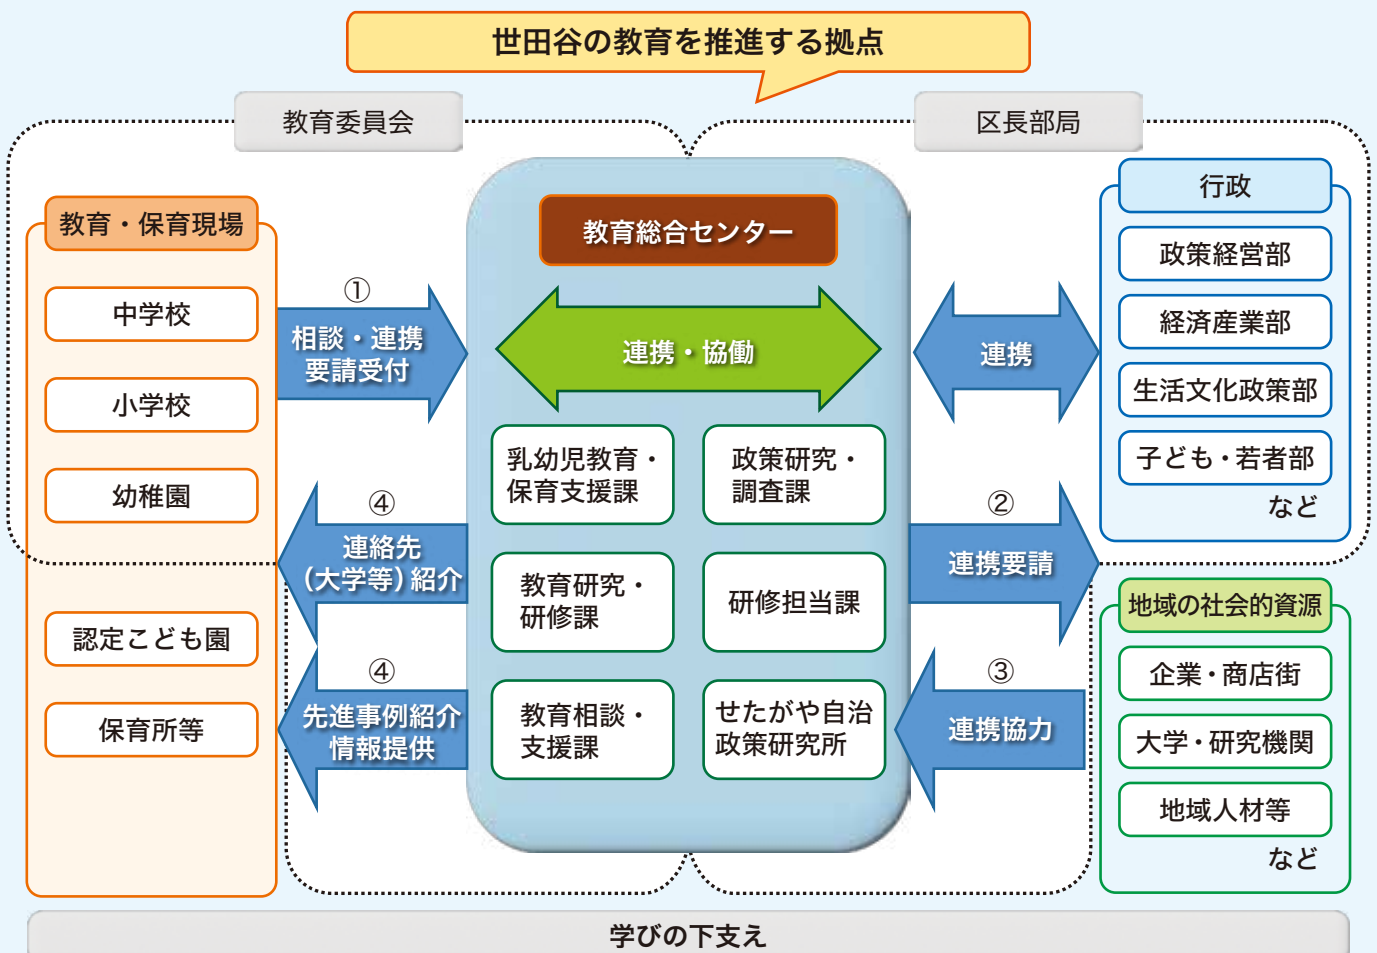 世田谷の教育を推進する拠点
教育委員会
区長部局
教育・保育現場
中学校
小学校
幼稚園
認定こども園
保育所等
①
相談・連携
要請受付
④
連絡先
（大学等）紹介
④
先進事例紹介
情報提供
教育総合センター
連携・協働
乳幼児教育・
保育支援課
政策研究・
調査課
教育研究・
研修課
研修担当課
教育相談・
支援課
せたがや自治
政策研究所
連携
②
連携要請
③
連携協力
行政
政策経営部
経済産業部
生活文化政策部
子ども・若者部
など
地域の社会的資源
企業・商店街
大学・研究機関
地域人材等
など
学びの下支え